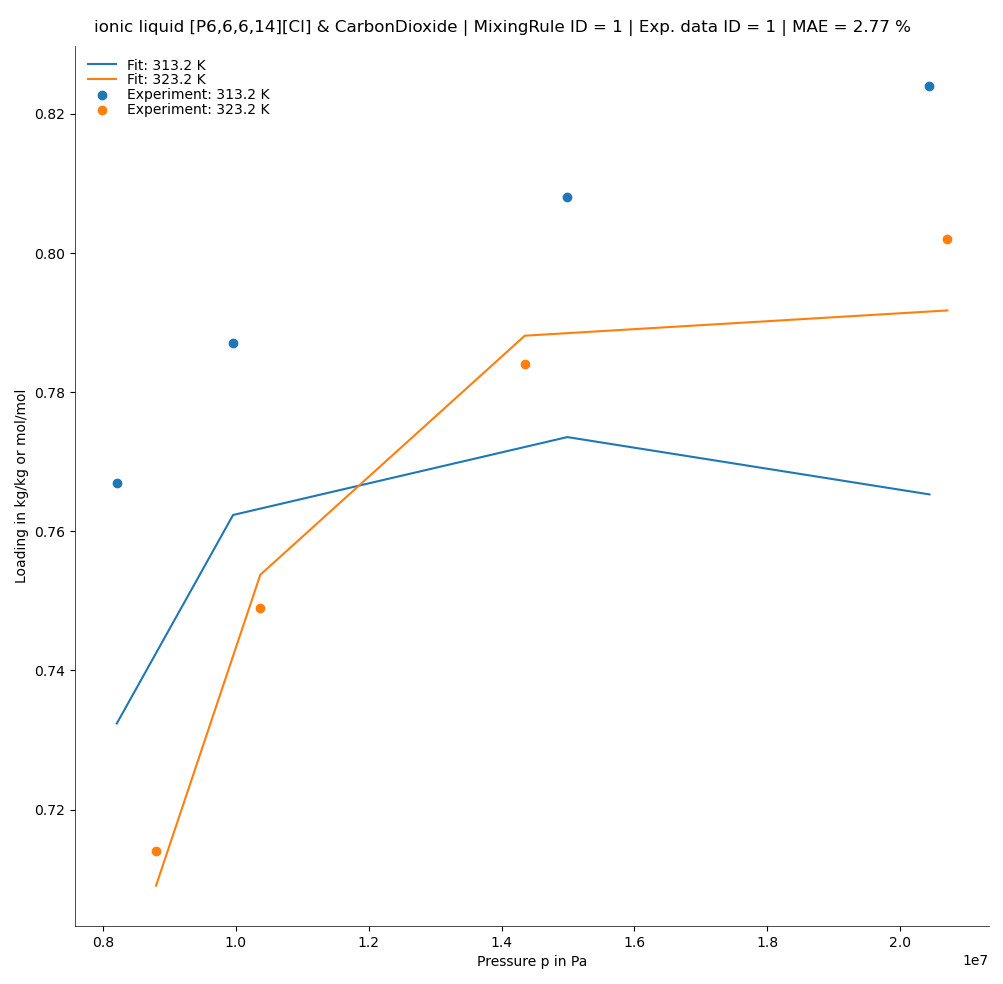 ionic liquid [P6,6,6,14][Cl] & CarbonDioxide | MixingRule ID = 1 | Exp. data ID = 1 | MAE = 2.77 %
Fit: 313.2 K
Fit: 323.2 K
Experiment: 313.2 K
Experiment: 323.2 K
Loading in kg/kg or mol/mol
0.82
0.80
0.78
0.76
0.74
0.72
0.8 1.0 1.2 1.4 1.6 1.8 2.0
1e7
Pressure p in Pa